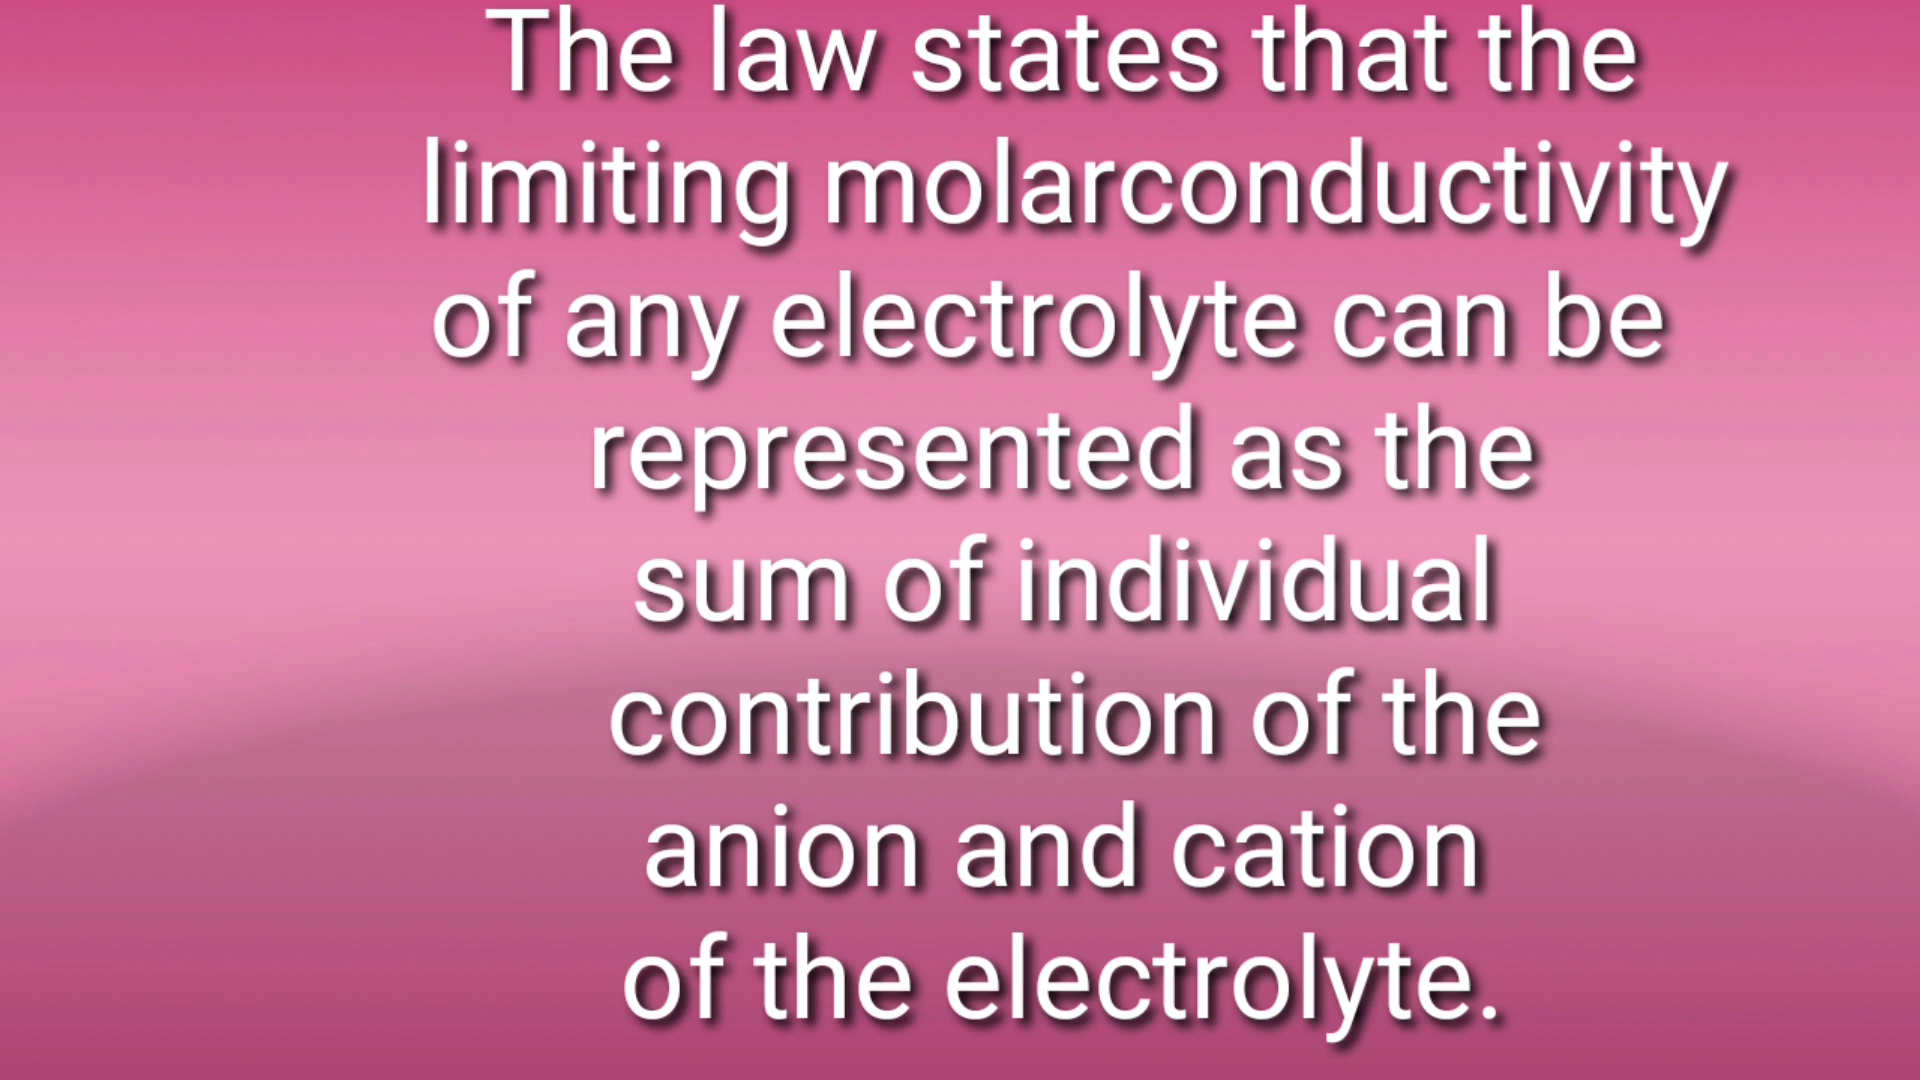 The law states that the
limiting molarconductivity
of any electrolyte can be
represented as the
sum of individual
contribution of the
anion and cation
of the electrolyte.